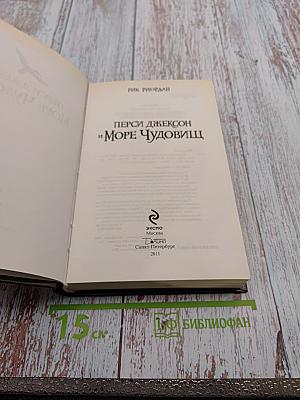 РИК РИОРДАН
ПЕРСИ ДЖЕКСОН
И МОРЕ ЧУДОВИЩ
ЭКСМО
Москва
Санкт-Петербург
2011
15 см
БИБЛИОФАН